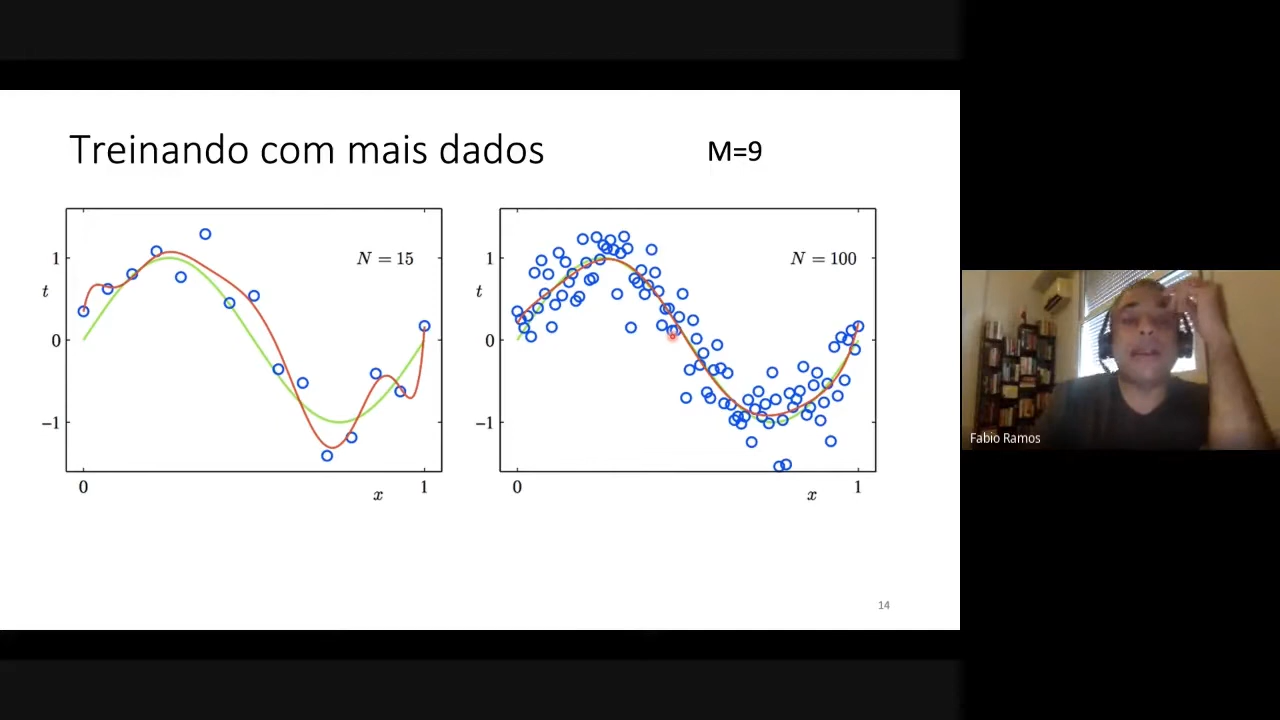 Treinando com mais dados
M=9
N = 15
1
t
0
−1
0
x
1
N = 100
1
t
0
−1
0
x
1
14
Fabio Ramos